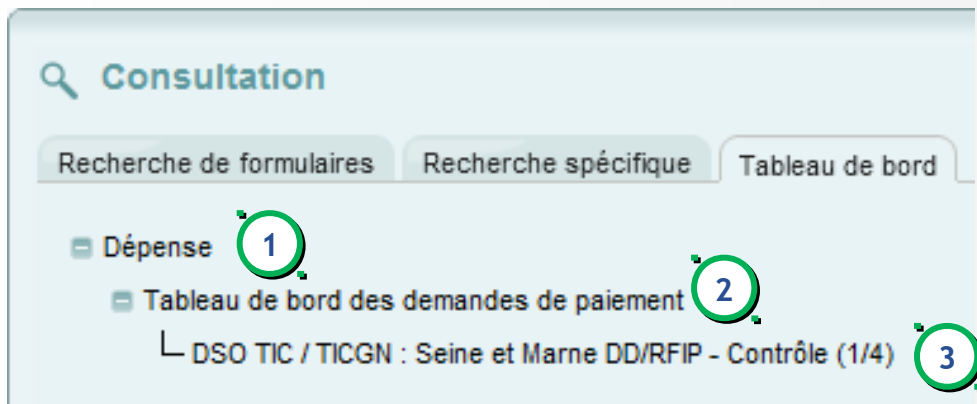 Consultation
Recherche de formulaires Recherche spécifique Tableau de bord
Dépense 1
Tableau de bord des demandes de paiement 2
DSO TIC / TICGN : Seine et Marne DD/RFIP - Contrôle (1/4) 3